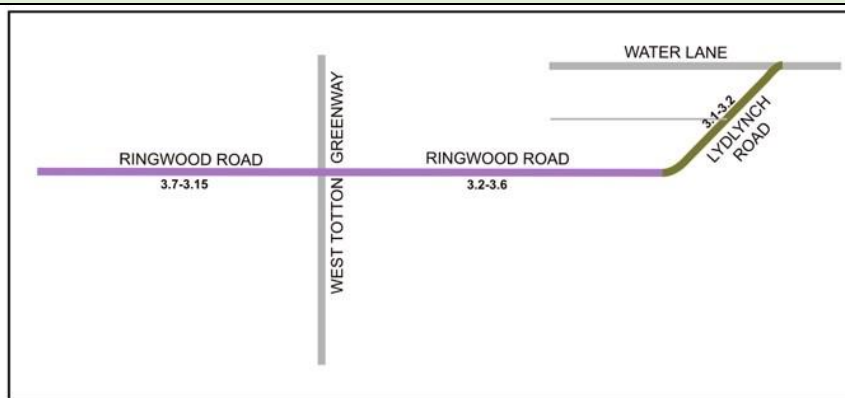 WATER LANE
3.1-3.2
LYDLYNCH
ROAD
RINGWOOD ROAD
3.7-3.15
WEST TOTTON GREENWAY
RINGWOOD ROAD
3.2-3.6